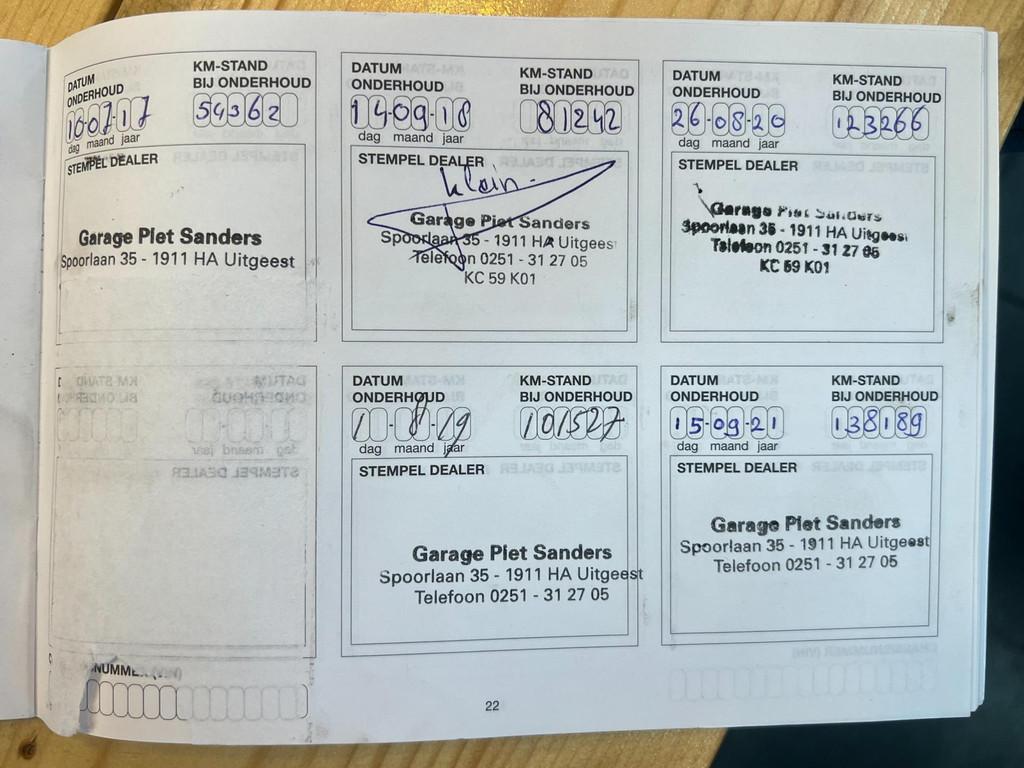 DATUM
ONDERHOUD
10-07-17
dag maand jaar
KM-STAND
BIJ ONDERHOUD
54362
STEMPEL DEALER
Garage Piet Sanders
Spoorlaan 35 - 1911 HA Uitgeest
DATUM
ONDERHOUD
14-09-18
dag maand jaar
KM-STAND
BIJ ONDERHOUD
81242
STEMPEL DEALER
Garage Piet Sanders
Spoorlaan 35 - 1911 HA Uitgeest
Telefoon 0251 - 31 27 05
KC 59 K01
DATUM
ONDERHOUD
26-08-20
dag maand jaar
KM-STAND
BIJ ONDERHOUD
123266
STEMPEL DEALER
Garage Piet Sanders
Spoorlaan 35 - 1911 HA Uitgeest
Telefoon 0251 - 31 27 05
KC 59 K01
DATUM
ONDERHOUD
1-8-19
dag maand jaar
KM-STAND
BIJ ONDERHOUD
101527
STEMPEL DEALER
Garage Piet Sanders
Spoorlaan 35 - 1911 HA Uitgeest
Telefoon 0251 - 31 27 05
DATUM
ONDERHOUD
15-09-21
dag maand jaar
KM-STAND
BIJ ONDERHOUD
138189
STEMPEL DEALER
Garage Piet Sanders
Spoorlaan 35 - 1911 HA Uitgeest
Telefoon 0251 - 31 27 05
22